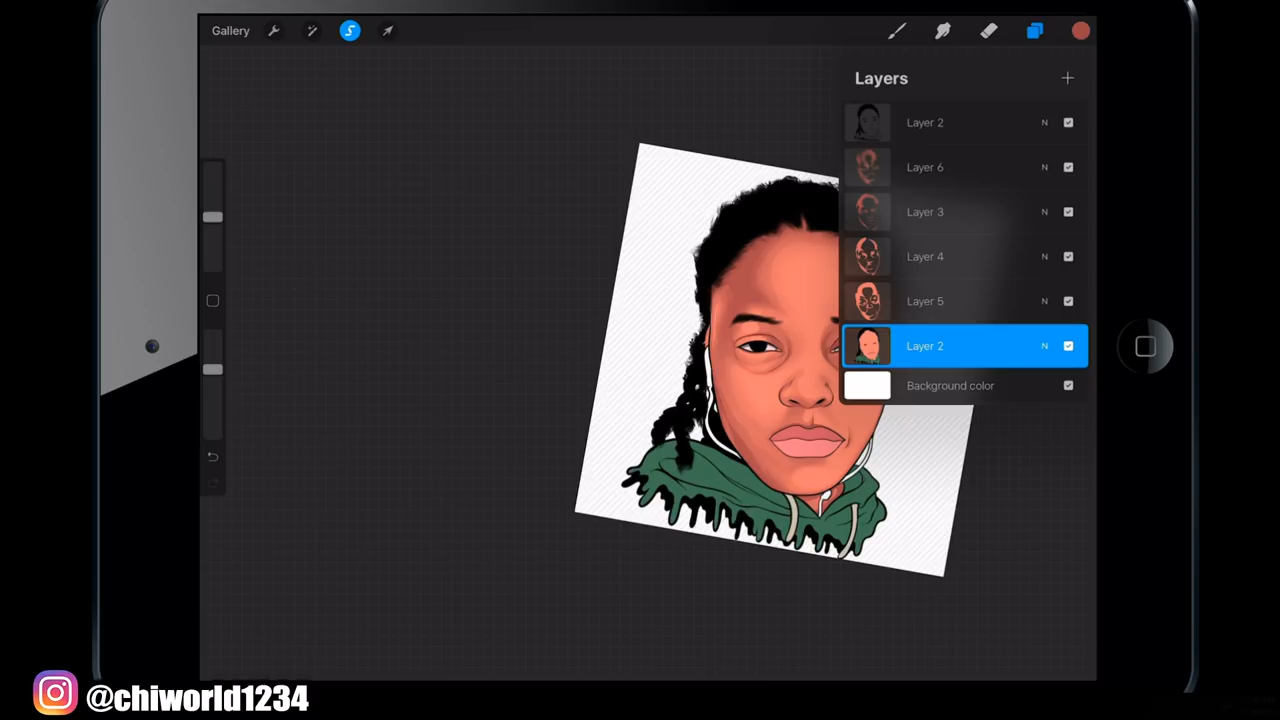 Gallery
Layers
Layer 2 N
Layer 6 N
Layer 3 N
Layer 4 N
Layer 5 N
Layer 2 N
Background color
@chiworld1234